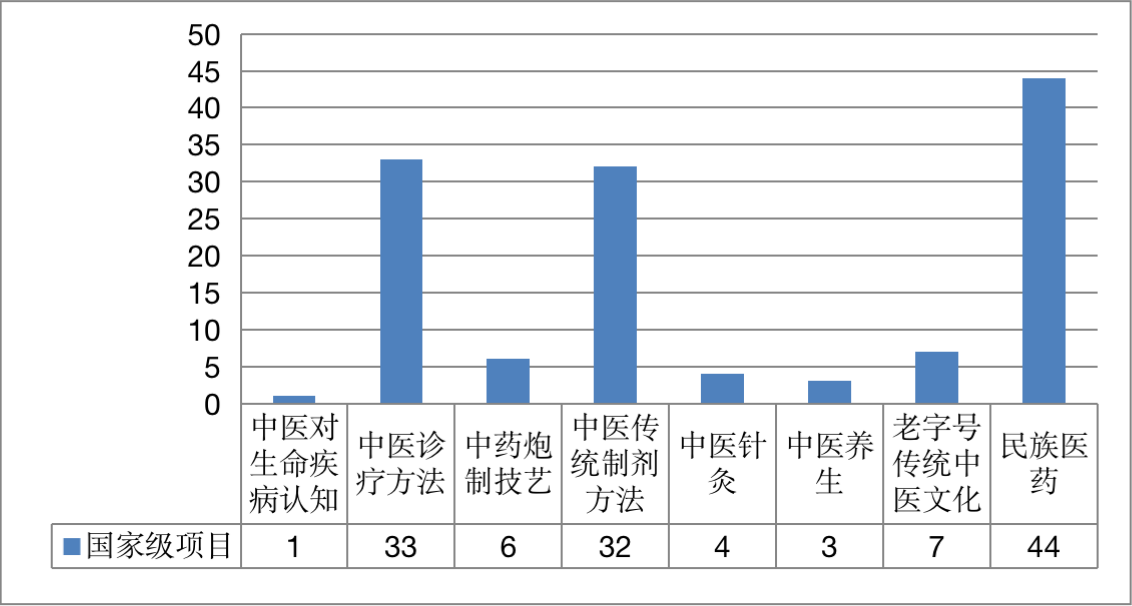 50
45
40
35
30
25
20
15
10
5
0
中医对
生命疾
病认知
中医诊
疗方法
中药炮
制技艺
中医传
统制剂
方法
中医针
灸
中医养
生
老字号
传统中
医文化
民族医
药
国家级项目 1 33 6 32 4 3 7 44